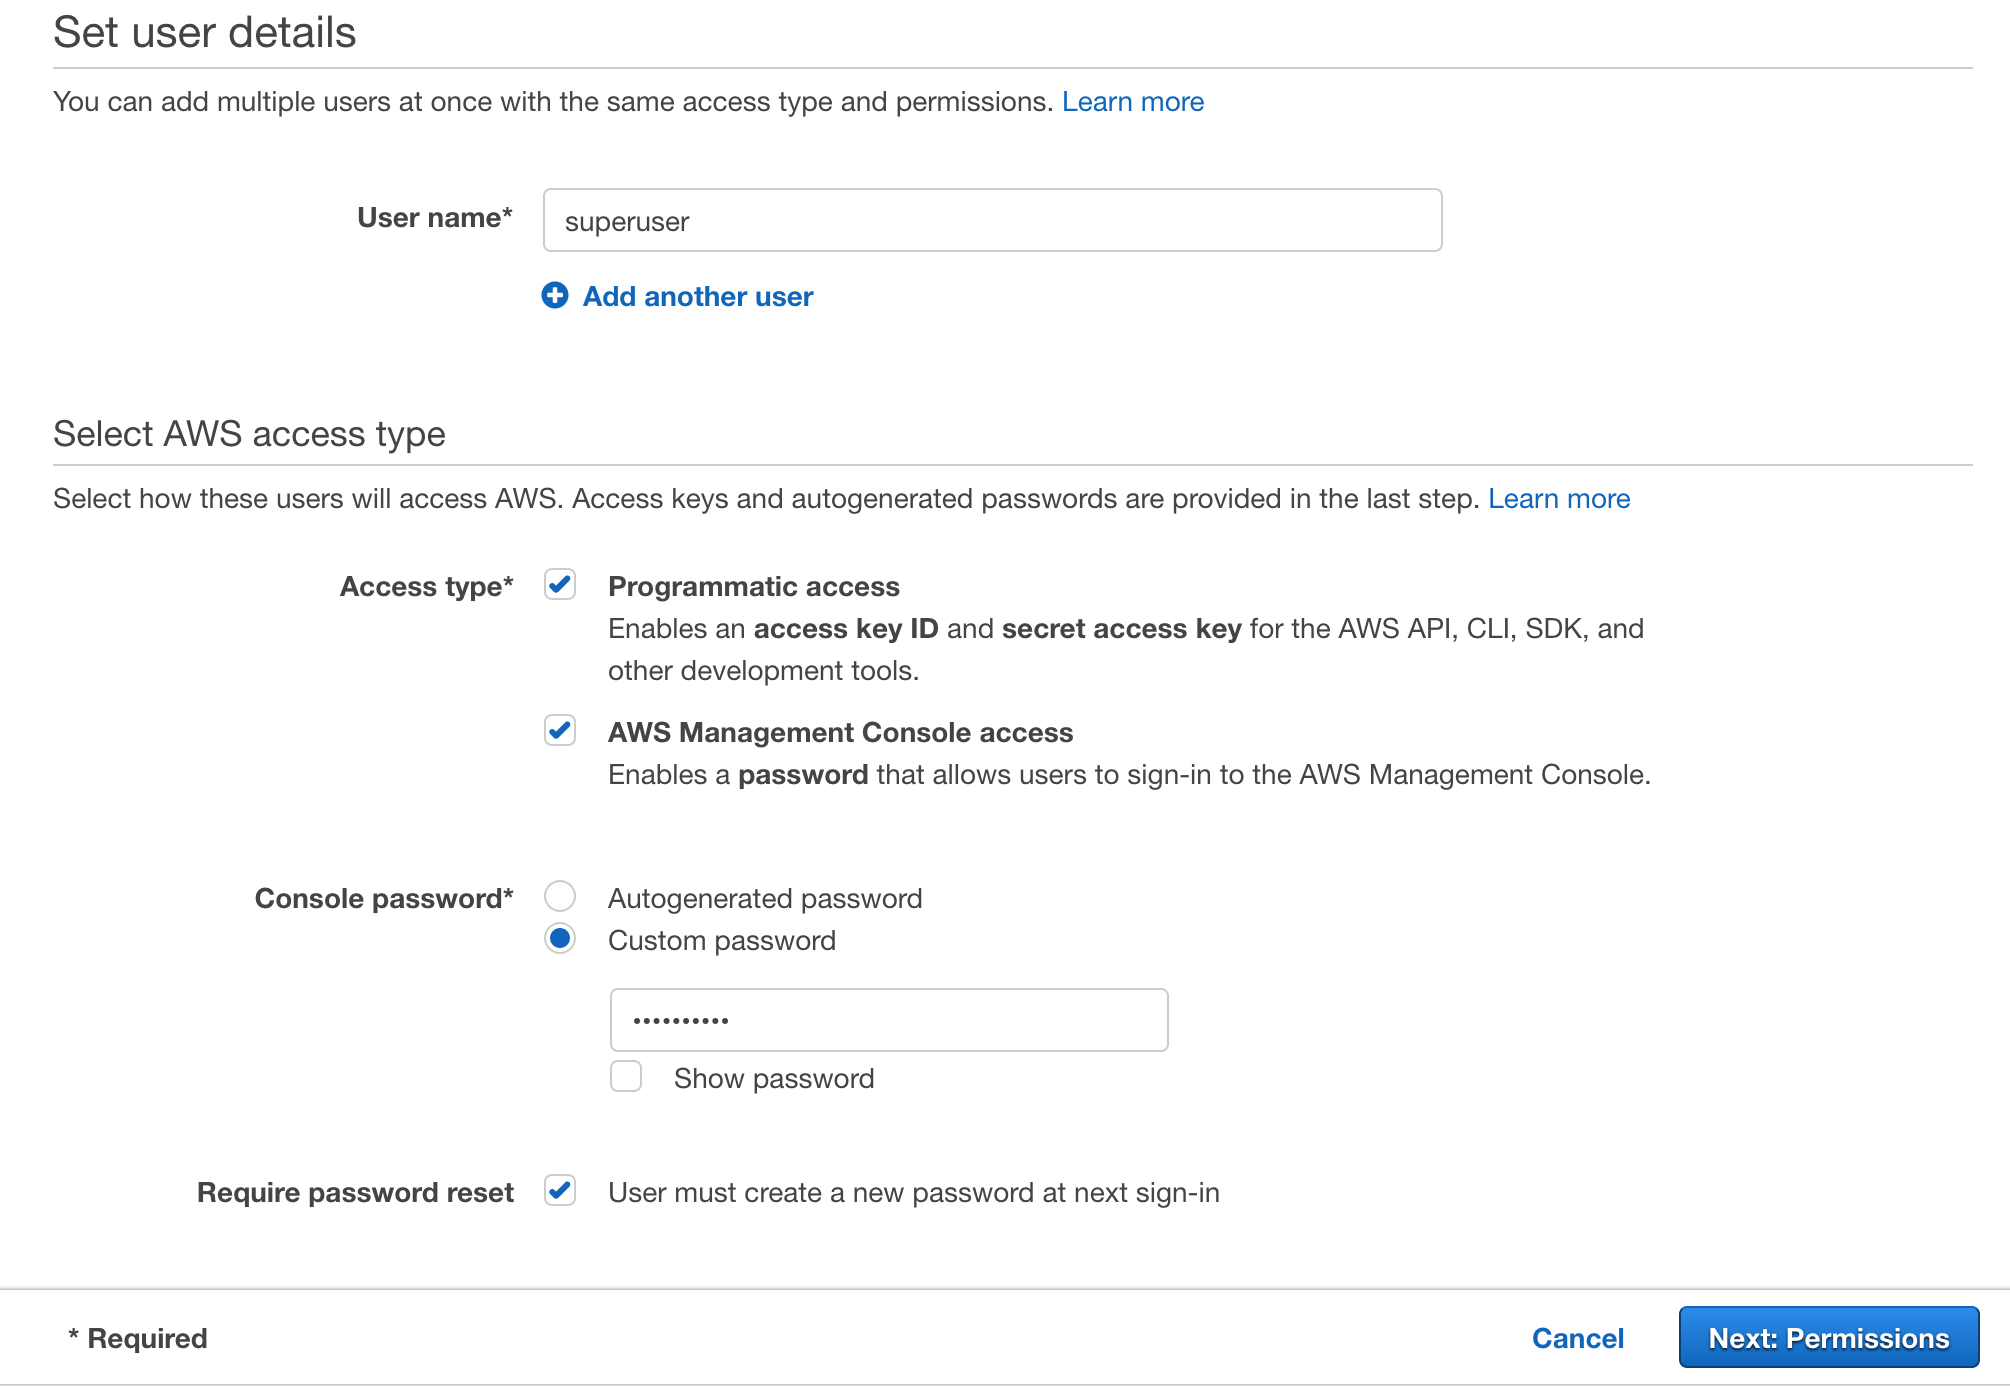 Set user details
You can add multiple users at once with the same access type and permissions. Learn more
User name* superuser
Add another user
Select AWS access type
Select how these users will access AWS. Access keys and autogenerated passwords are provided in the last step. Learn more
Access type* Programmatic access
Enables an access key ID and secret access key for the AWS API, CLI, SDK, and
other development tools.
AWS Management Console access
Enables a password that allows users to sign-in to the AWS Management Console.
Console password* Autogenerated password
Custom password
••••••••••
Show password
Require password reset User must create a new password at next sign-in
* Required Cancel Next: Permissions